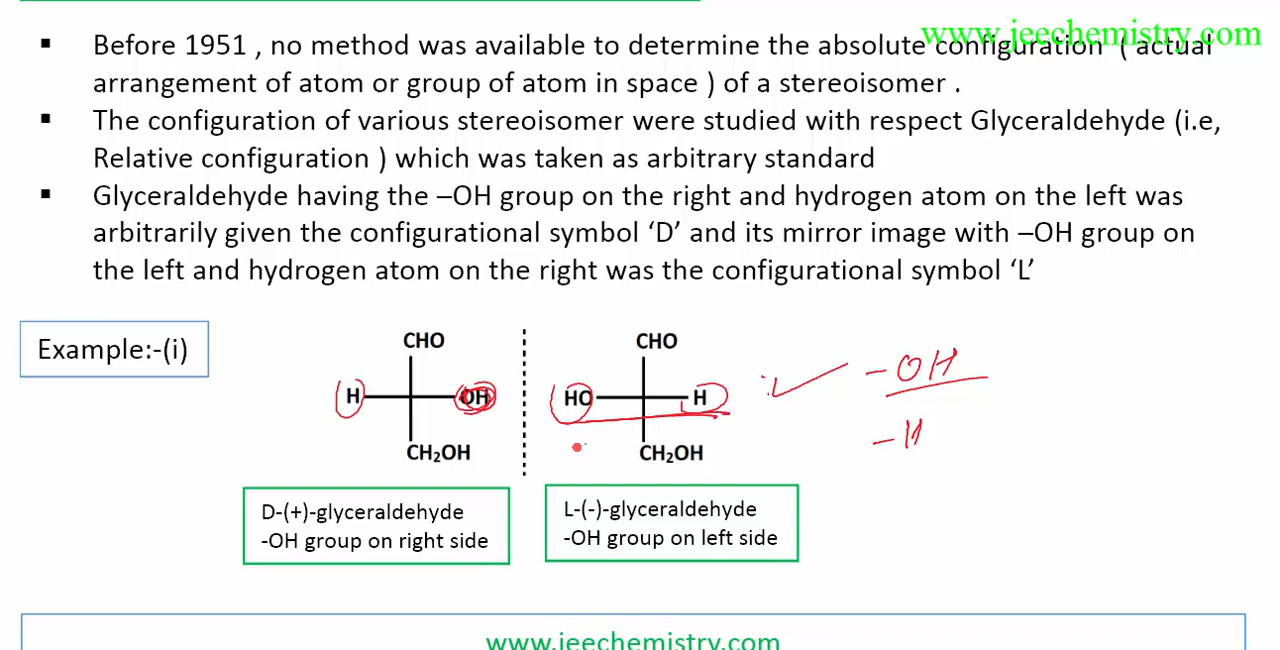 www.jeechemistry.com
▪ Before 1951 , no method was available to determine the absolute configuration ( actual
arrangement of atom or group of atom in space ) of a stereoisomer .
▪ The configuration of various stereoisomer were studied with respect Glyceraldehyde (i.e,
Relative configuration ) which was taken as arbitrary standard
▪ Glyceraldehyde having the –OH group on the right and hydrogen atom on the left was
arbitrarily given the configurational symbol ‘D’ and its mirror image with –OH group on
the left and hydrogen atom on the right was the configurational symbol ‘L’
Example:-(i)
CHO
H OH
CH₂OH
CHO
HO H
CH₂OH
-OH
-H
D-(+)-glyceraldehyde
-OH group on right side
L-(-)-glyceraldehyde
-OH group on left side
www.jeechemistry.com